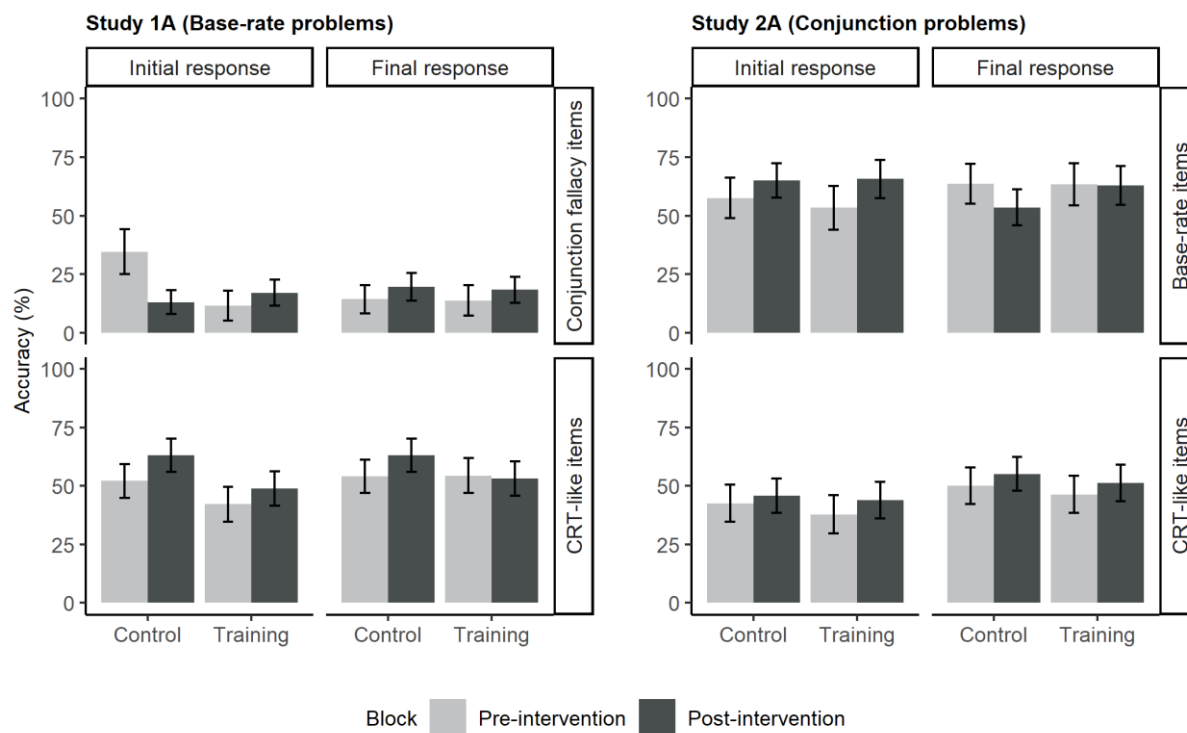 Study 1A (Base-rate problems)
Initial response
Final response
Conjunction fallacy items
100
75
50
25
0
CRT-like items
100
75
50
25
0
Accuracy (%)
Control
Training
Control
Training
Study 2A (Conjunction problems)
Initial response
Final response
Base-rate items
100
75
50
25
0
CRT-like items
100
75
50
25
0
Control
Training
Control
Training
Block Pre-intervention Post-intervention